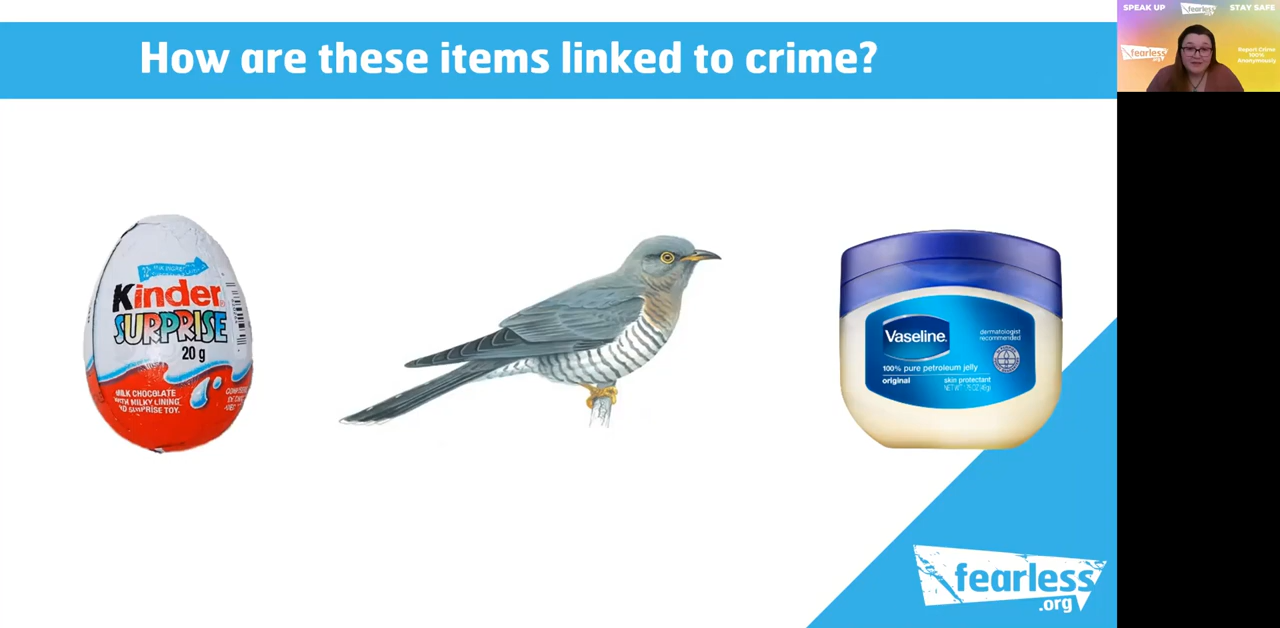 How are these items linked to crime?
SPEAK UP
fearless
STAY SAFE
fearless
.org
Report Crime
100%
Anonymously
Kinder
SURPRISE
20 g
MILK CHOCOLATE
WITH MILKY LINING
AND SURPRISE TOY.
Vaseline
dermatologist
recommended
100% pure petroleum jelly
original
skin protectant
fearless
.org